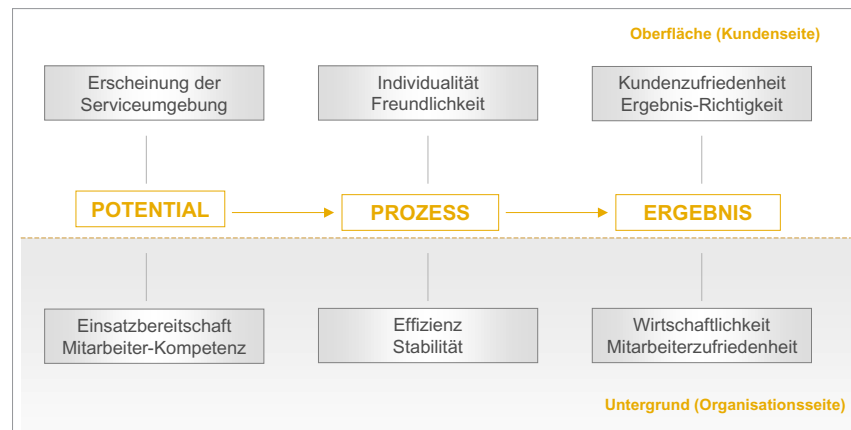 Oberfläche (Kundenseite)
Erscheinung der
Serviceumgebung
Individualität
Freundlichkeit
Kundenzufriedenheit
Ergebnis-Richtigkeit
POTENTIAL
PROZESS
ERGEBNIS
Einsatzbereitschaft
Mitarbeiter-Kompetenz
Effizienz
Stabilität
Wirtschaftlichkeit
Mitarbeiterzufriedenheit
Untergrund (Organisationsseite)